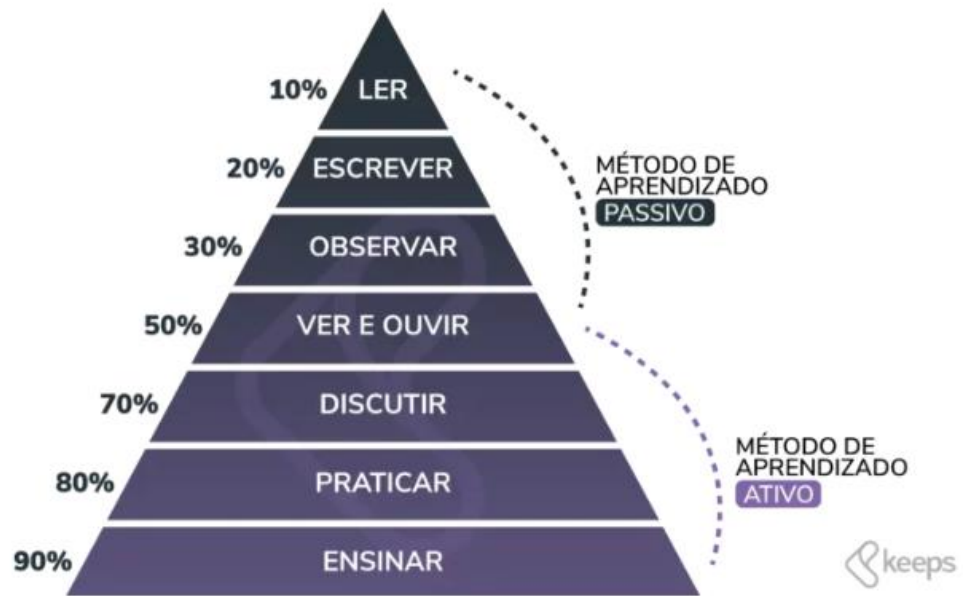 10% LER
20% ESCREVER
30% OBSERVAR
50% VER E OUVIR
70% DISCUTIR
80% PRATICAR
90% ENSINAR
MÉTODO DE
APRENDIZADO
PASSIVO
MÉTODO DE
APRENDIZADO
ATIVO
keeps